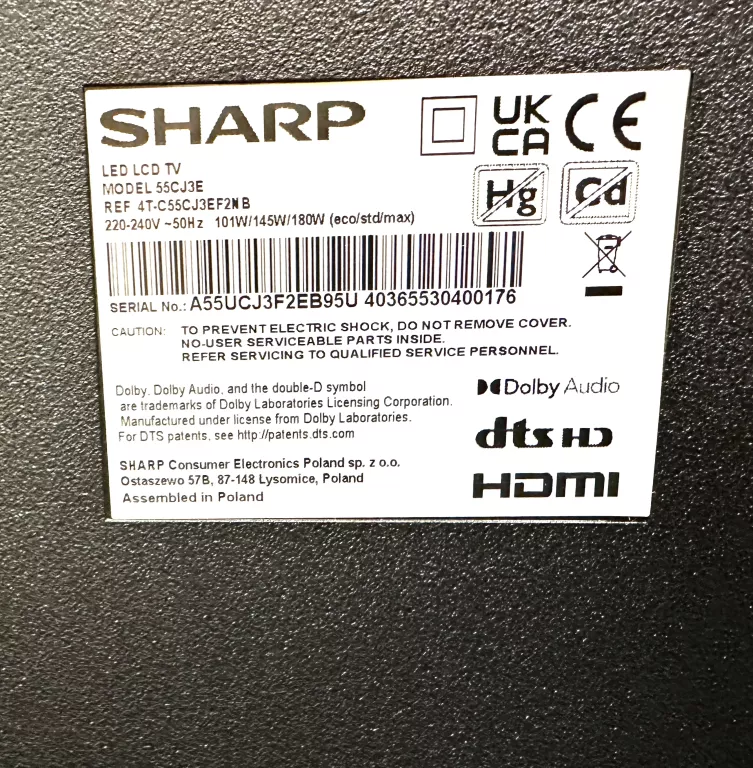 SHARP
UK
CA
CE
LED LCD TV
MODEL 55CJ3E
REF 4T-C55CJ3EF2NB
220-240V ~50Hz 101W/145W/180W (eco/std/max)
Hg
Cd
SERIAL No.: A55UCJ3F2EB95U 40365530400176
CAUTION: TO PREVENT ELECTRIC SHOCK, DO NOT REMOVE COVER.
NO-USER SERVICEABLE PARTS INSIDE.
REFER SERVICING TO QUALIFIED SERVICE PERSONNEL.
Dolby, Dolby Audio, and the double-D symbol
are trademarks of Dolby Laboratories Licensing Corporation.
Manufactured under license from Dolby Laboratories.
For DTS patents, see http://patents.dts.com
Dolby Audio
dts HD
HDMI
SHARP Consumer Electronics Poland sp. z o.o.
Ostaszewo 57B, 87-148 Lysomice, Poland
Assembled in Poland